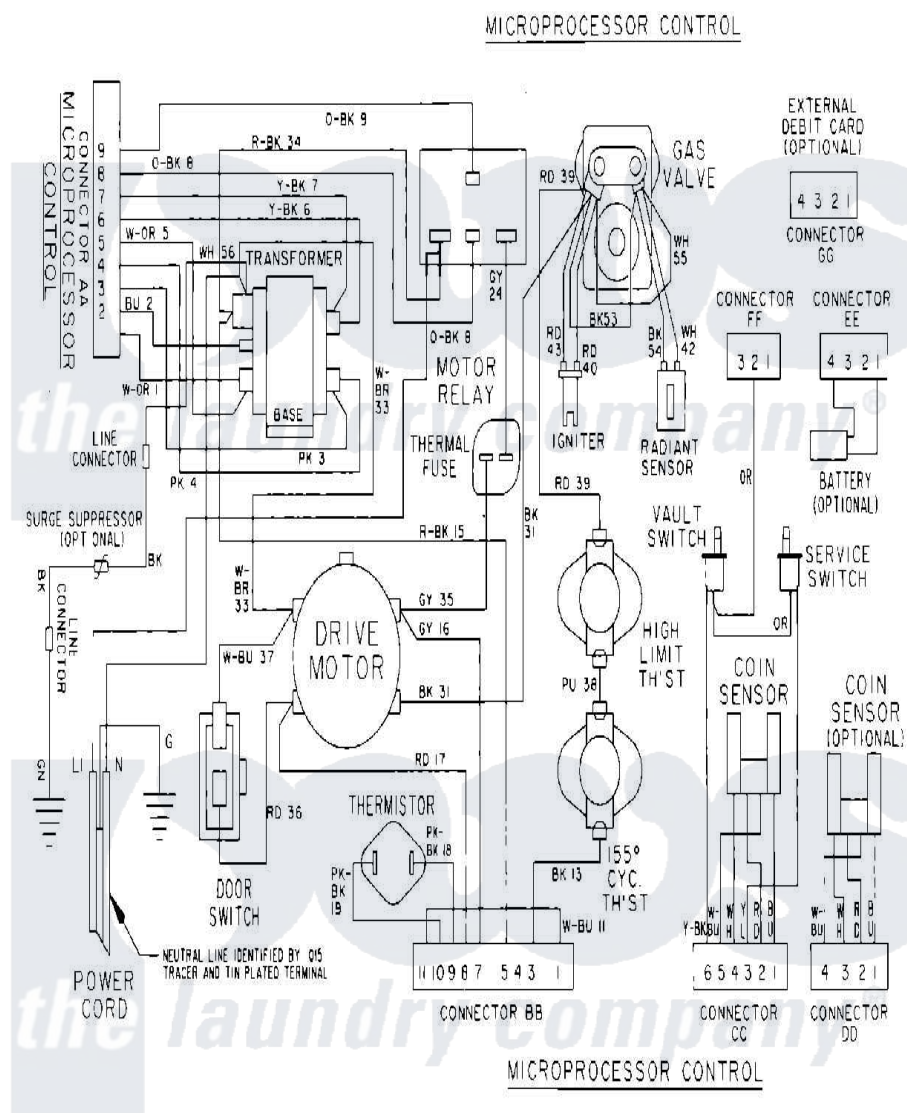 MICROPROCESSOR CONTROL
MICROPROCESSOR
CONNECTOR AA
CONTROL
9
8
7
6
5
4
3
2
O-BK 9
R-BK 34
O-BK 8
Y-BK 7
Y-BK 6
W-OR 5
WH 56
TRANSFORMER
BU 2
W-OR 1
BASE
W-
BR
33
O-BK 8
GY
24
MOTOR
RELAY
RD 39
GAS
VALVE
WH
55
BK53
RD
43
RD
40
BK
54
WH
42
IGNITER
RADIANT
SENSOR
EXTERNAL
DEBIT CARD
(OPTIONAL)
4 3 2 1
CONNECTOR
GG
CONNECTOR
FF
3 2 1
CONNECTOR
EE
4 3 2 1
BATTERY
(OPTIONAL)
OR
the laundry company®
LINE
CONNECTOR
PK 3
PK 4
THERMAL
FUSE
RD 39
BK
31
R-BK 15
SURGE SUPPRESSOR
(OPT ONAL)
BK
BK
LINE
CONNECTOR
W-
BR
33
GY 35
GY 16
DRIVE
MOTOR
W-BU 37
BK 31
VAULT
SWITCH
SERVICE
SWITCH
OR
HIGH
LIMIT
TH'ST
PU 38
COIN
SENSOR
COIN
SENSOR
(OPTIONAL)
G
L1
N
GN
RD 17
RD 36
THERMISTOR
PK-
BK 18
PK-
BK
19
155°
CYC.
TH'ST
BK 13
DOOR
SWITCH
W-BU 11
NEUTRAL LINE IDENTIFIED BY .015
TRACER AND TIN PLATED TERMINAL
POWER
CORD
11 10 9 8 7 5 4 3 1
CONNECTOR BB
Y-BK
W-
BU
WH
YL
RD
BU
6 5 4 3 2 1
CONNECTOR
CC
W-
BU
WH
RD
BU
4 3 2 1
CONNECTOR
DD
the laundry company®
MICROPROCESSOR CONTROL